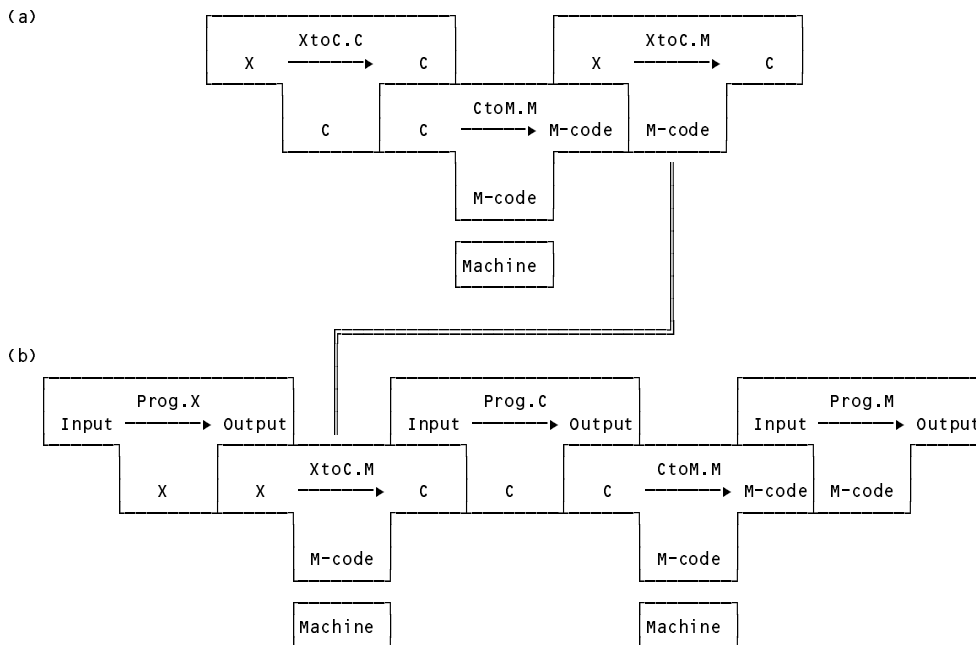 (a)
XtoC.C XtoC.M
X C X C
CtoM.M
C C M-code M-code
M-code
Machine
(b)
Prog.X Prog.C Prog.M
Input Output Input Output Input Output
XtoC.M CtoM.M
X X C C C M-code M-code
M-code M-code
Machine Machine